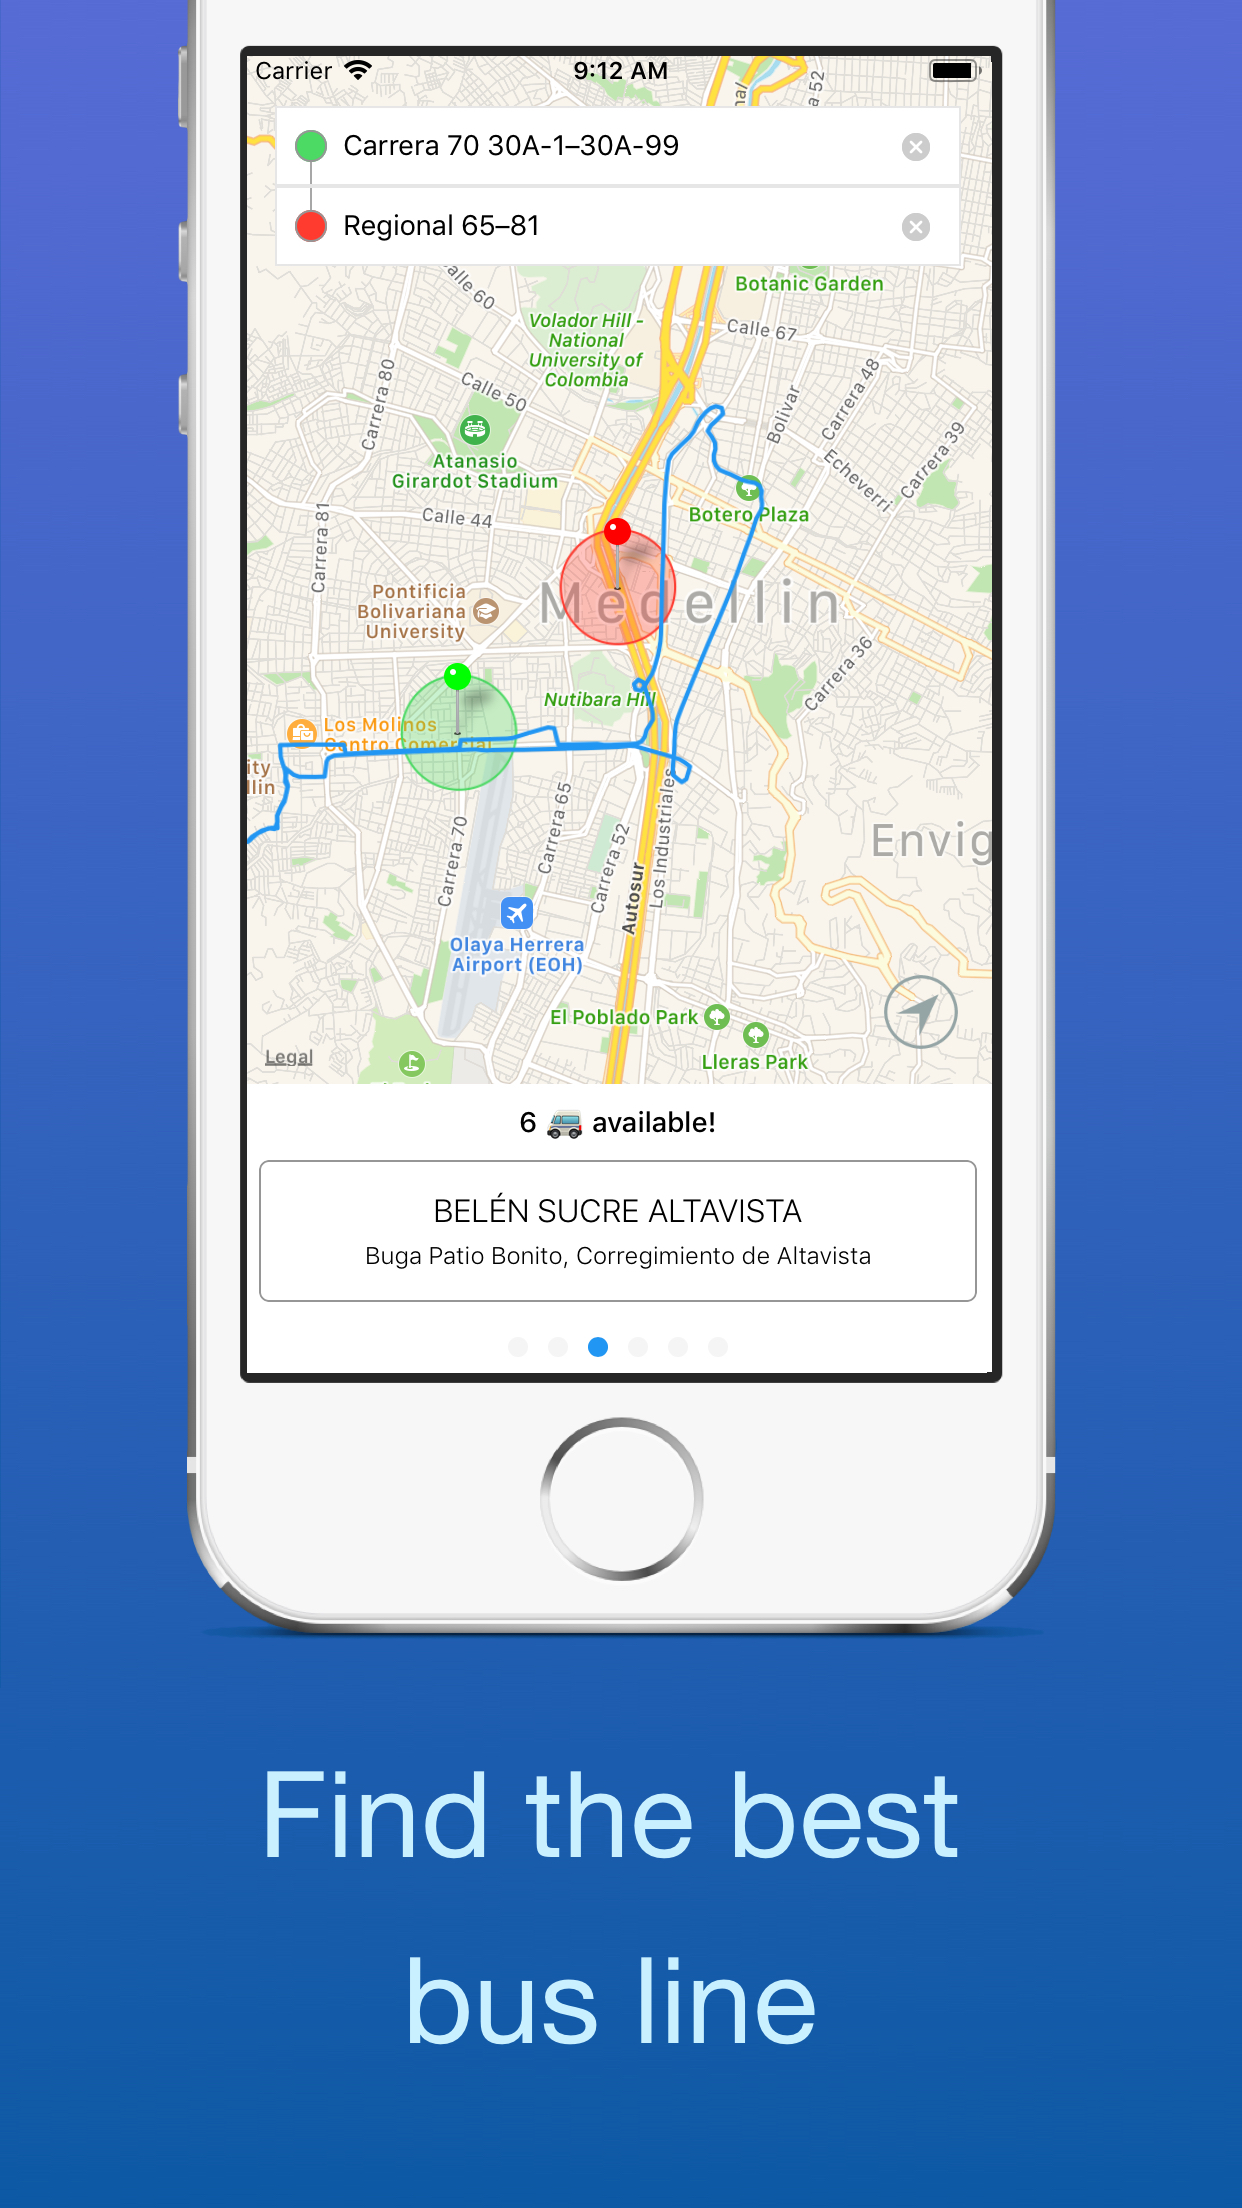 Carrier
9:12 AM
Carrera 70 30A-1–30A-99
Regional 65–81
a 52
Botanic Garden
Calle 67
Volador Hill -
National
University of
Colombia
Calle 50
Carrera 80
Bolivar
Carrera 48
Echeverri
Carrera 39
Atanasio
Girardot Stadium
Botero Plaza
Calle 44
Carrera 81
Pontificia
Bolivariana
University
Medellin
Carrera 36
Nutibara Hill
Los Molinos
Centro Comercial
ity
llin
Carrera 70
Carrera 65
Carrera 52
Autosur
Los Industriales
Envig
Olaya Herrera
Airport (EOH)
El Poblado Park
Lleras Park
Legal
6 available!
BELÉN SUCRE ALTAVISTA
Buga Patio Bonito, Corregimiento de Altavista
Find the best
bus line